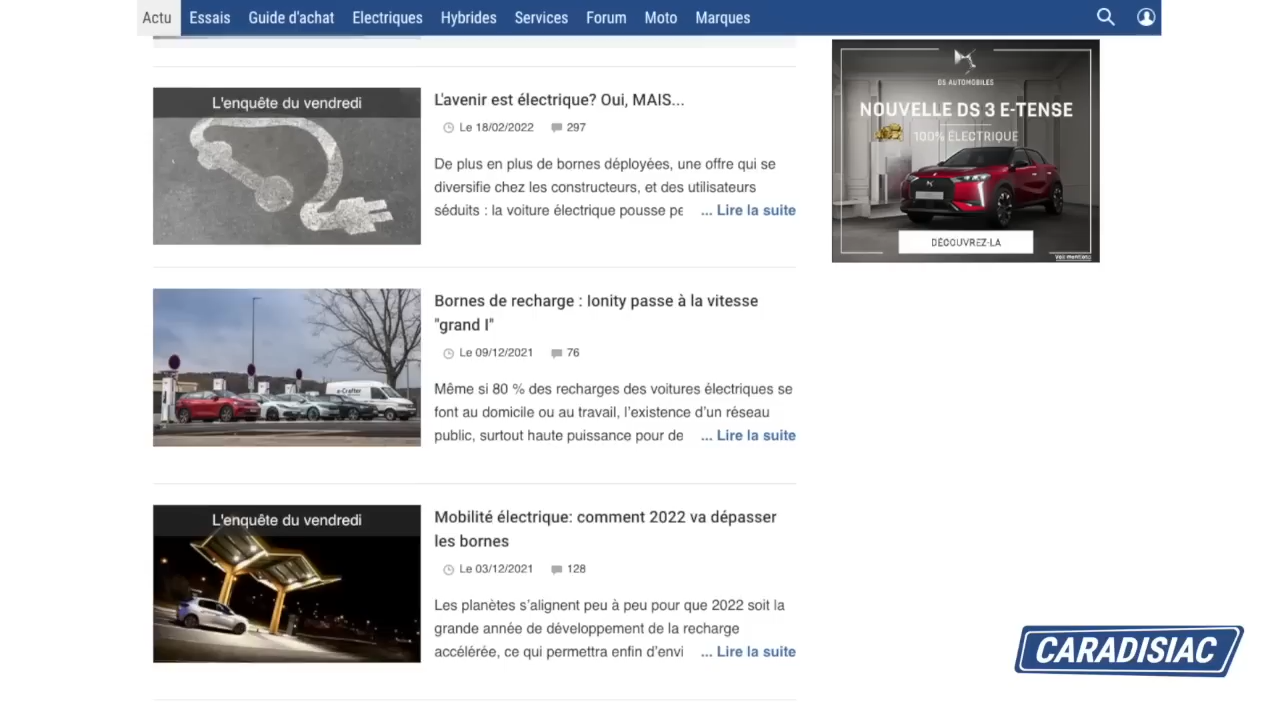 Actu Essais Guide d'achat Electriques Hybrides Services Forum Moto Marques
L'enquête du vendredi
L'avenir est électrique? Oui, MAIS...
Le 18/02/2022 297
De plus en plus de bornes déployées, une offre qui se
diversifie chez les constructeurs, et des utilisateurs
séduits : la voiture électrique pousse pe ... Lire la suite
DS AUTOMOBILES
NOUVELLE DS 3 E-TENSE
100% ÉLECTRIQUE
DÉCOUVREZ-LA
Bornes de recharge : Ionity passe à la vitesse
"grand I"
Le 09/12/2021 76
Même si 80 % des recharges des voitures électriques se
font au domicile ou au travail, l'existence d'un réseau
public, surtout haute puissance pour de ... Lire la suite
e-Crafter
L'enquête du vendredi
Mobilité électrique: comment 2022 va dépasser
les bornes
Le 03/12/2021 128
Les planètes s'alignent peu à peu pour que 2022 soit la
grande année de développement de la recharge
accélérée, ce qui permettra enfin d'envi ... Lire la suite
CARADISIAC